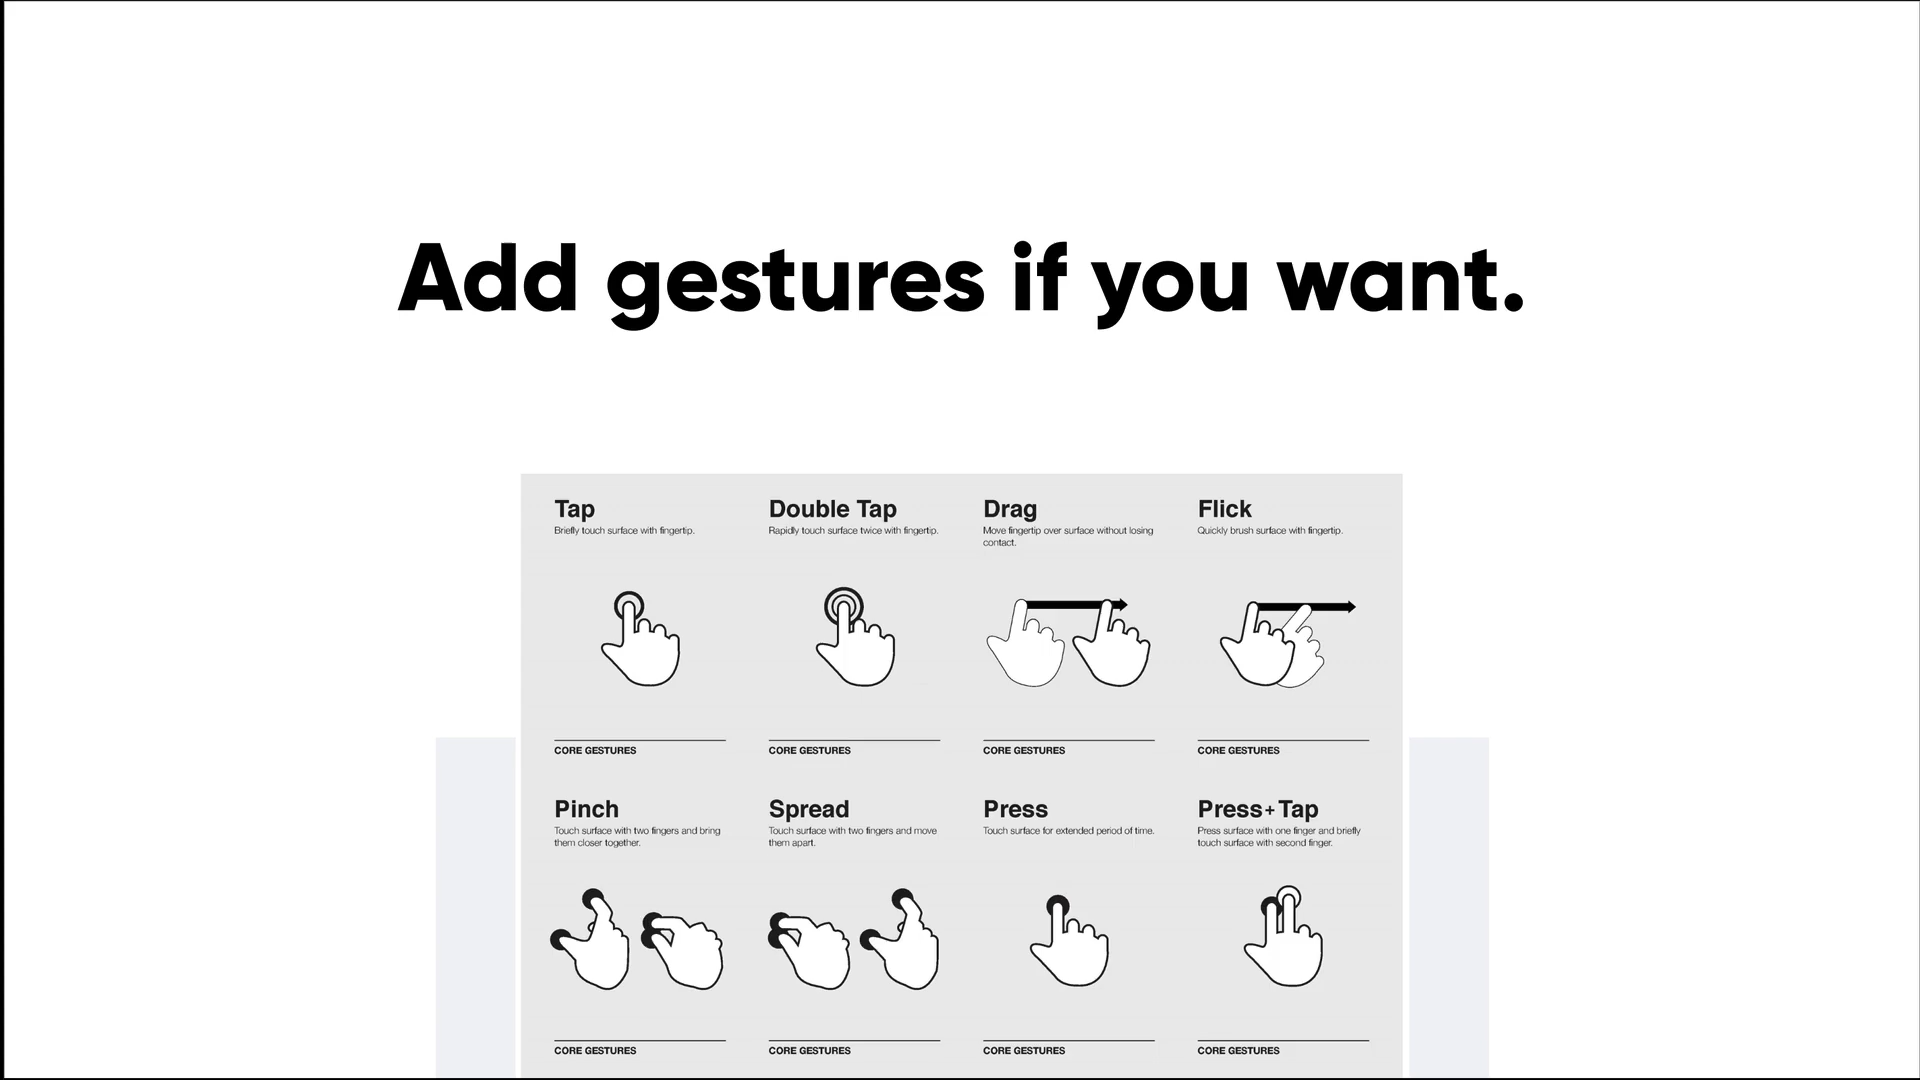 Add gestures if you want.
Tap
Briefly touch surface with fingertip.
Double Tap
Rapidly touch surface twice with fingertip.
Drag
Move fingertip over surface without losing
contact.
Flick
Quickly brush surface with fingertip.
CORE GESTURES
CORE GESTURES
CORE GESTURES
CORE GESTURES
Pinch
Touch surface with two fingers and bring
them closer together.
Spread
Touch surface with two fingers and move
them apart.
Press
Touch surface for extended period of time.
Press+Tap
Press surface with one finger and briefly
touch surface with second finger.
CORE GESTURES
CORE GESTURES
CORE GESTURES
CORE GESTURES